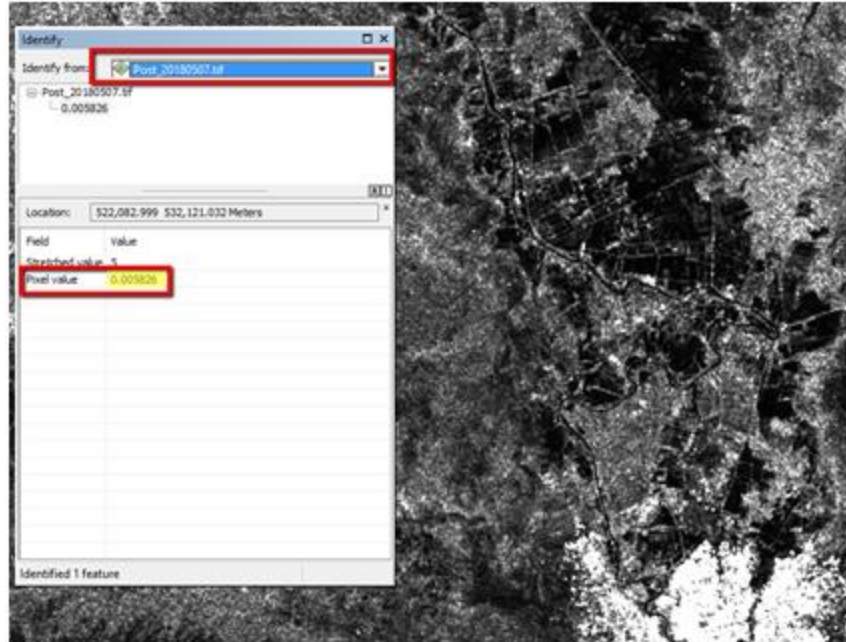 Identify
Identify from: Post_20180507.tif
Post_20180507.tif
0.005826
Location: 522,082.999 532,121.032 Meters
Field Value
Stretched value 5
Pixel value 0.005826
Identified 1 feature